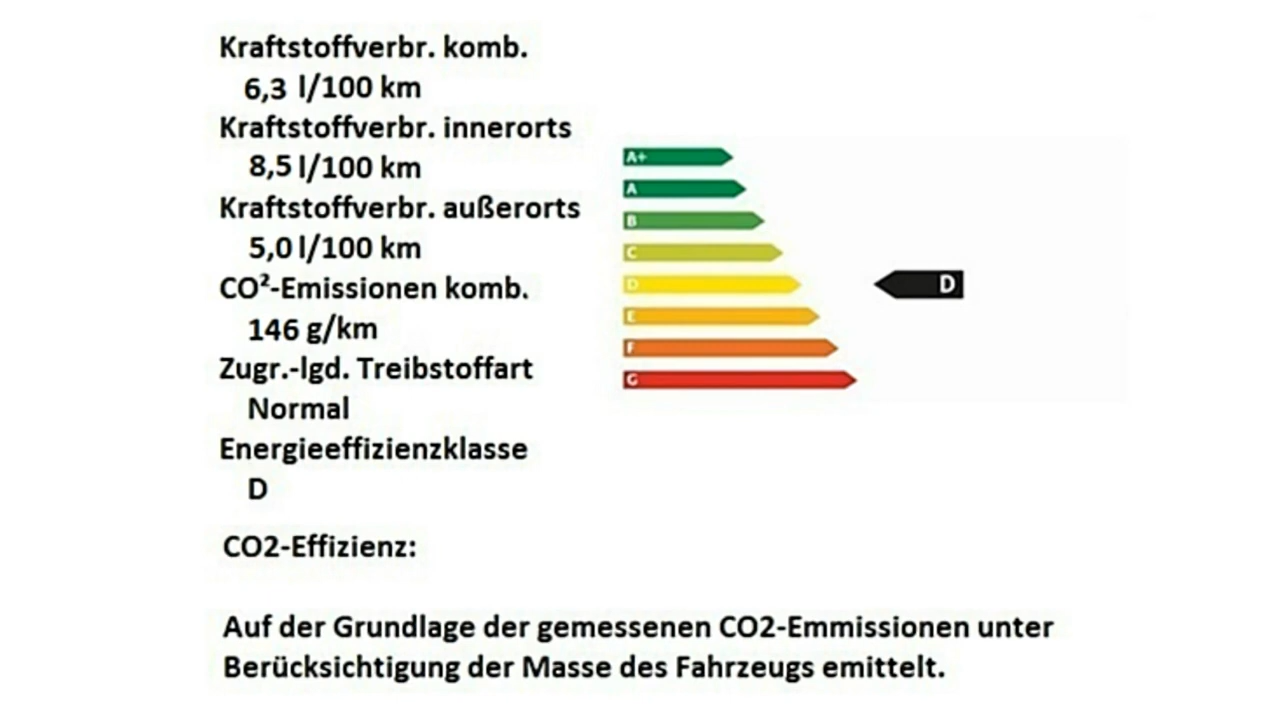 Kraftstoffverbr. komb.
6,3 l/100 km
Kraftstoffverbr. innerorts
8,5 l/100 km
Kraftstoffverbr. außerorts
5,0 l/100 km
CO²-Emissionen komb.
146 g/km
Zugr.-lgd. Treibstoffart
Normal
Energieeffizienzklasse
D
A+
A
B
C
D
D
E
F
G
CO2-Effizienz:
Auf der Grundlage der gemessenen CO2-Emmissionen unter
Berücksichtigung der Masse des Fahrzeugs emittelt.